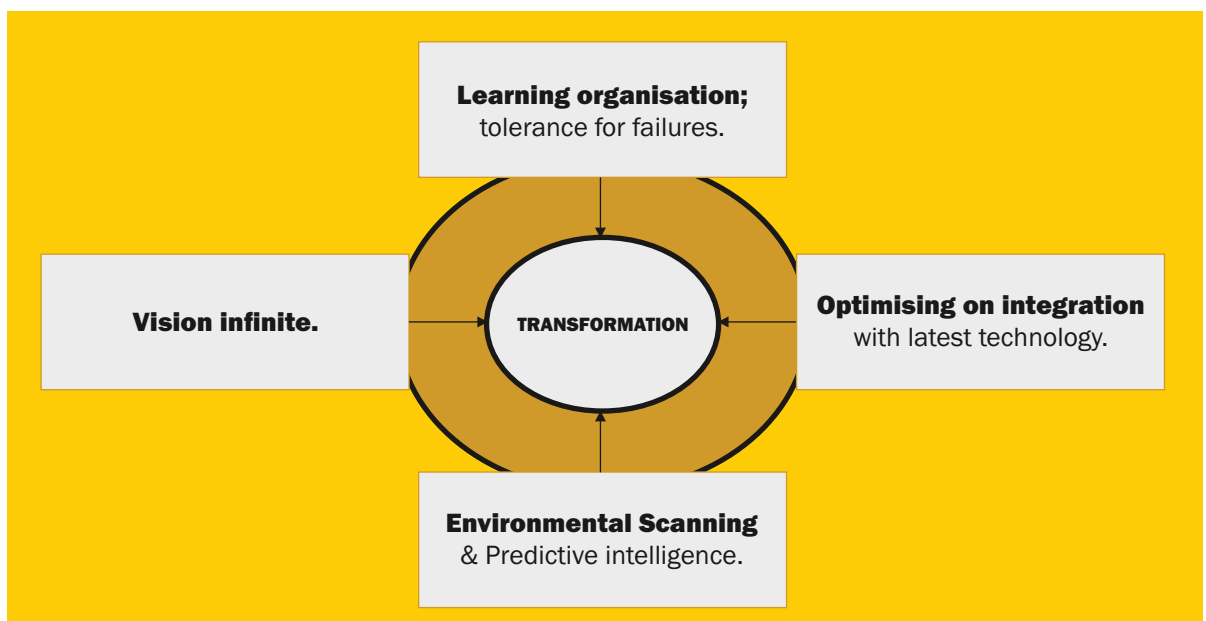 Learning organisation;
tolerance for failures.
Vision infinite.
TRANSFORMATION
Optimising on integration
with latest technology.
Environmental Scanning
& Predictive intelligence.